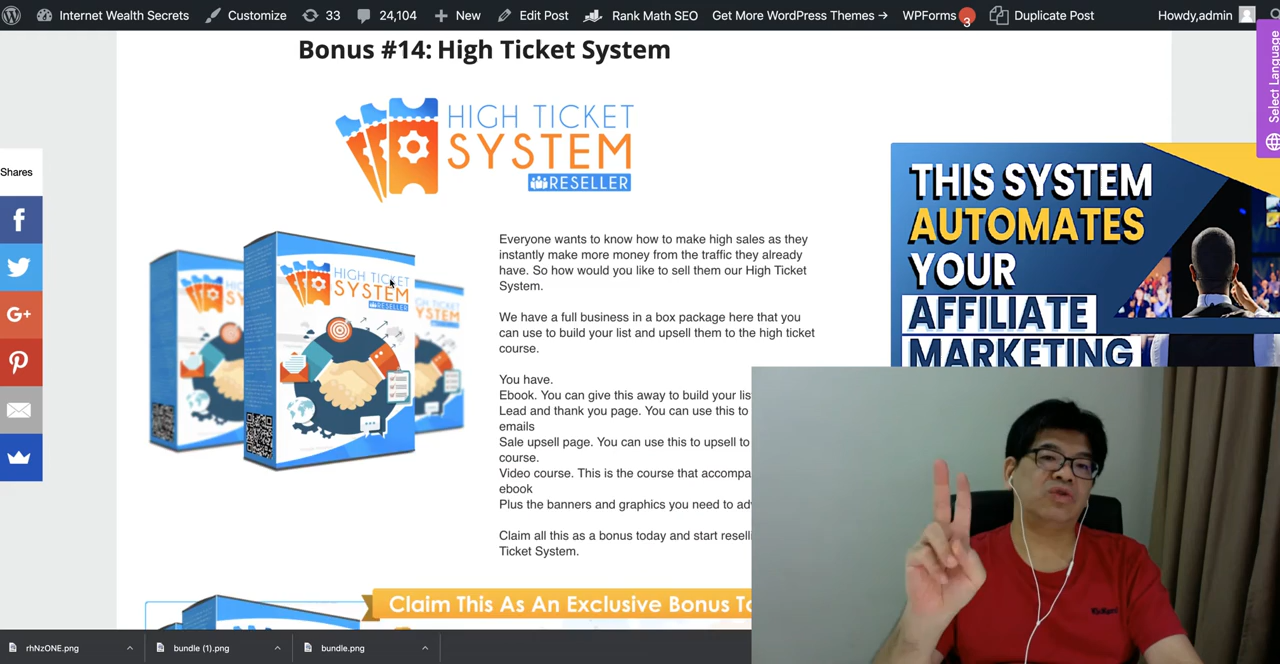 Internet Wealth Secrets Customize 33 24,104 New Edit Post Rank Math SEO Get More WordPress Themes → WPForms 3 Duplicate Post Howdy,admin
Select Language
Bonus #14: High Ticket System
HIGH TICKET
SYSTEM
RESELLER
Shares
THIS SYSTEM
AUTOMATES
YOUR
AFFILIATE
MARKETING
HIGH TICKET
SYSTEM
RESELLER
Everyone wants to know how to make high sales as they
instantly make more money from the traffic they already
have. So how would you like to sell them our High Ticket
System.
We have a full business in a box package here that you
can use to build your list and upsell them to the high ticket
course.
You have.
Ebook. You can give this away to build your lis
Lead and thank you page. You can use this to
emails
Sale upsell page. You can use this to upsell to
course.
Video course. This is the course that accompa
ebook
Plus the banners and graphics you need to ad
Claim all this as a bonus today and start reselli
Ticket System.
Claim This As An Exclusive Bonus To
rhNzONE.png bundle (1).png bundle.png